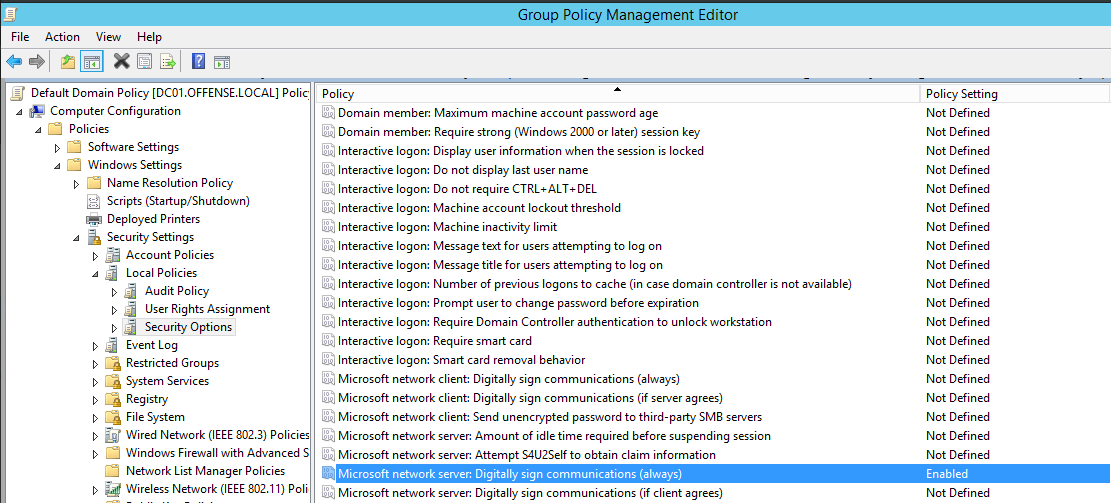 Group Policy Management Editor
File Action View Help
Default Domain Policy [DC01.OFFENSE.LOCAL] Polic
Computer Configuration
Policies
Software Settings
Windows Settings
Name Resolution Policy
Scripts (Startup/Shutdown)
Deployed Printers
Security Settings
Account Policies
Local Policies
Audit Policy
User Rights Assignment
Security Options
Event Log
Restricted Groups
System Services
Registry
File System
Wired Network (IEEE 802.3) Policies
Windows Firewall with Advanced S
Network List Manager Policies
Wireless Network (IEEE 802.11) Poli
Policy Policy Setting
Domain member: Maximum machine account password age Not Defined
Domain member: Require strong (Windows 2000 or later) session key Not Defined
Interactive logon: Display user information when the session is locked Not Defined
Interactive logon: Do not display last user name Not Defined
Interactive logon: Do not require CTRL+ALT+DEL Not Defined
Interactive logon: Machine account lockout threshold Not Defined
Interactive logon: Machine inactivity limit Not Defined
Interactive logon: Message text for users attempting to log on Not Defined
Interactive logon: Message title for users attempting to log on Not Defined
Interactive logon: Number of previous logons to cache (in case domain controller is not available) Not Defined
Interactive logon: Prompt user to change password before expiration Not Defined
Interactive logon: Require Domain Controller authentication to unlock workstation Not Defined
Interactive logon: Require smart card Not Defined
Interactive logon: Smart card removal behavior Not Defined
Microsoft network client: Digitally sign communications (always) Not Defined
Microsoft network client: Digitally sign communications (if server agrees) Not Defined
Microsoft network client: Send unencrypted password to third-party SMB servers Not Defined
Microsoft network server: Amount of idle time required before suspending session Not Defined
Microsoft network server: Attempt S4U2Self to obtain claim information Not Defined
Microsoft network server: Digitally sign communications (always) Enabled
Microsoft network server: Digitally sign communications (if client agrees) Not Defined